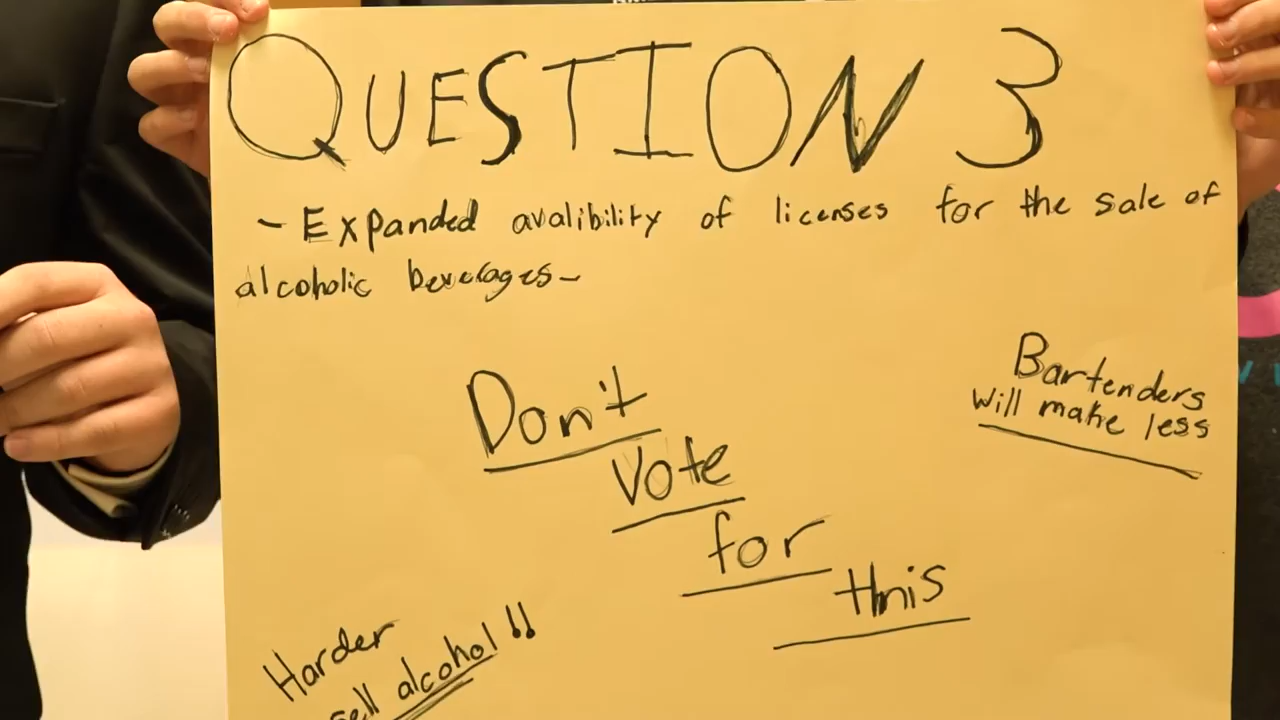 QUESTION 3
- Expanded avalibility of licenses for the sale of
alcoholic beverages-
Bartenders
will make less
Don't
Vote
for
this
Harder
sell alcohol!!